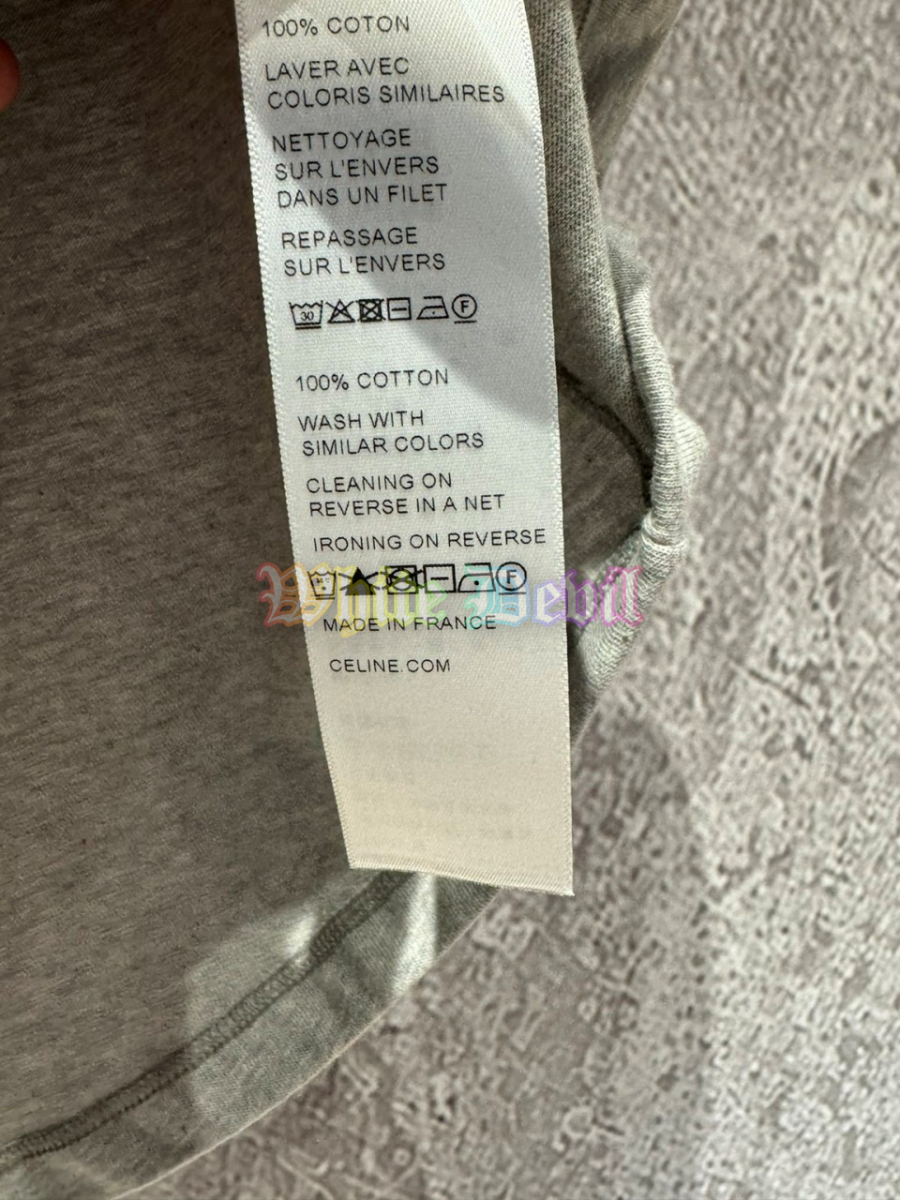 100% COTON
LAVER AVEC
COLORIS SIMILAIRES
NETTOYAGE
SUR L'ENVERS
DANS UN FILET
REPASSAGE
SUR L'ENVERS
30
F
100% COTTON
WASH WITH
SIMILAR COLORS
CLEANING ON
REVERSE IN A NET
IRONING ON REVERSE
F
MADE IN FRANCE
CELINE.COM